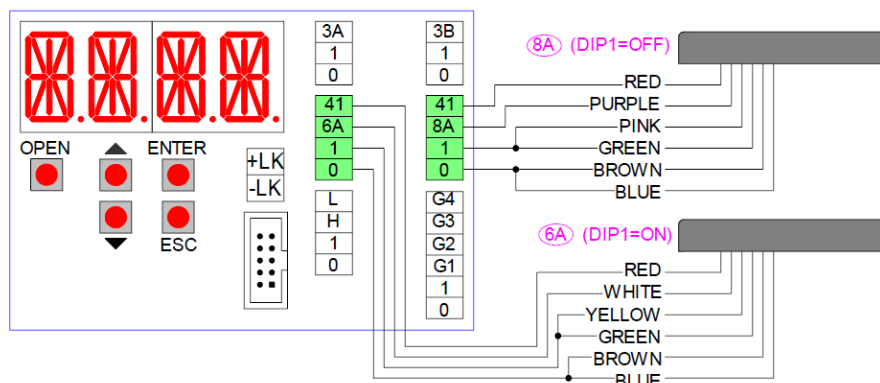 OPEN
ENTER
ESC
+LK
-LK
3A
1
0
41
6A
1
0
L
H
1
0
3B
1
0
41
8A
1
0
G4
G3
G2
G1
1
0
8A (DIP1=OFF)
RED
PURPLE
PINK
GREEN
BROWN
BLUE
6A (DIP1=ON)
RED
WHITE
YELLOW
GREEN
BROWN
BLUE